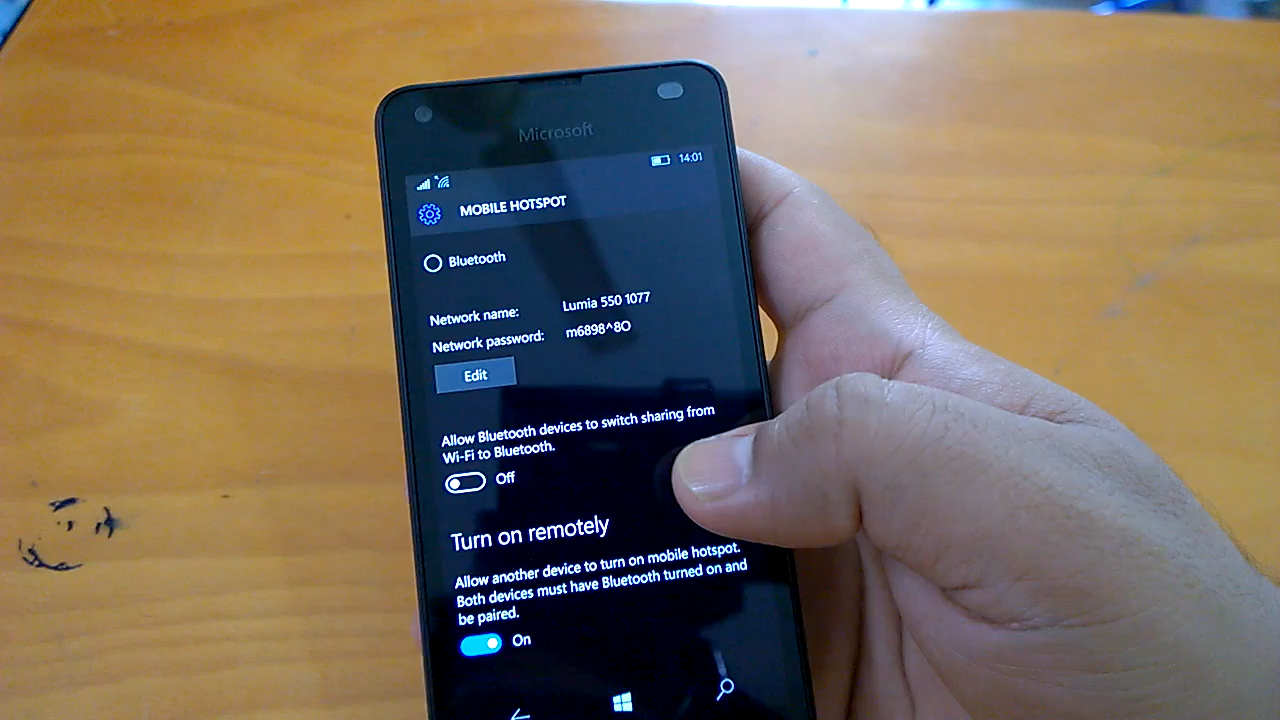 Microsoft
14:01
MOBILE HOTSPOT
Bluetooth
Network name: Lumia 550 1077
Network password: m6898^8O
Edit
Allow Bluetooth devices to switch sharing from
Wi-Fi to Bluetooth.
Off
Turn on remotely
Allow another device to turn on mobile hotspot.
Both devices must have Bluetooth turned on and
be paired.
On